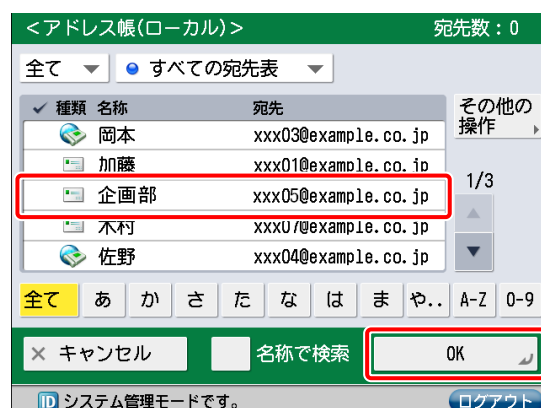 <アドレス帳(ローカル)> 宛先数:0
全て すべての宛先表
種類 名称 宛先 その他の
操作
岡本 xxx03@example.co.jp
加藤 xxx01@example.co.jp
1/3
企画部 xxx05@example.co.jp
木村 xxx07@example.co.jp
佐野 xxx04@example.co.jp
全て あ か さ た な は ま や.. A-Z 0-9
× キャンセル 名称で検索 OK
ID システム管理モードです。 ログアウト